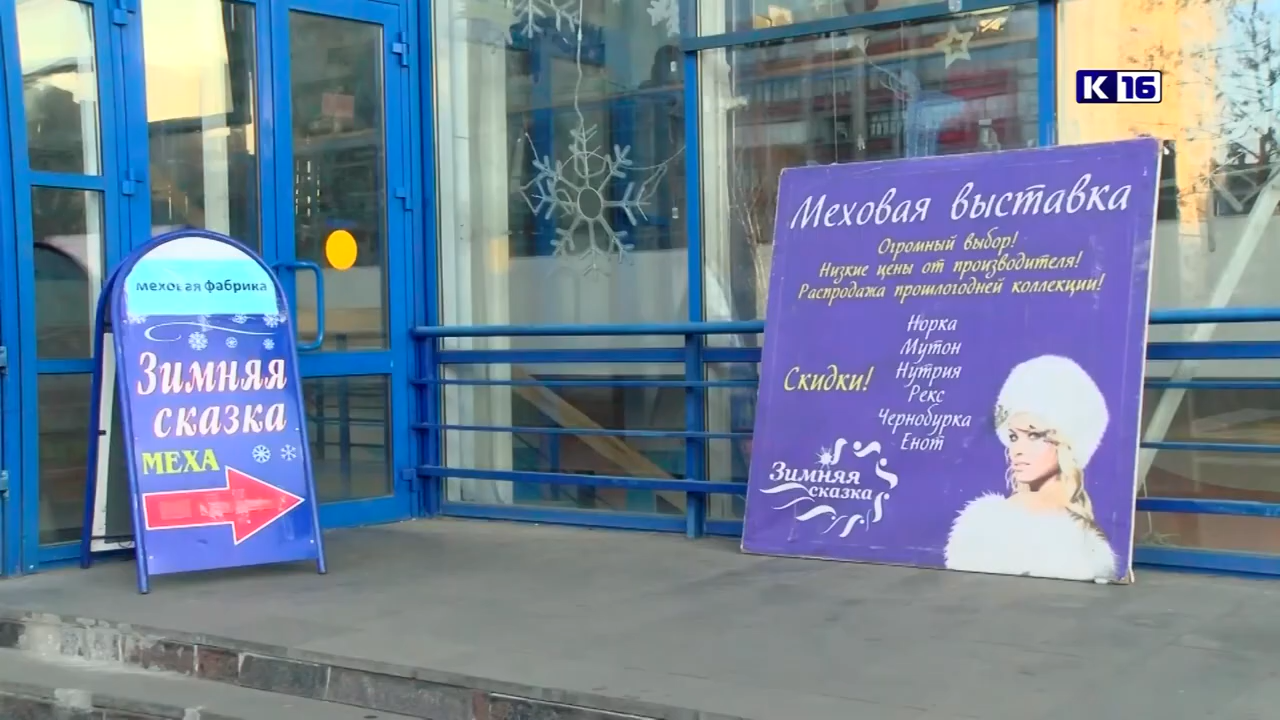 К 16
меховая фабрика
Зимняя
сказка
МЕХА
Меховая выставка
Огромный выбор!
Низкие цены от производителя!
Распродажа прошлогодней коллекции!
Норка
Мутон
Нутрия
Скидки!
Рекс
Чернобурка
Енот
Зимняя
сказка